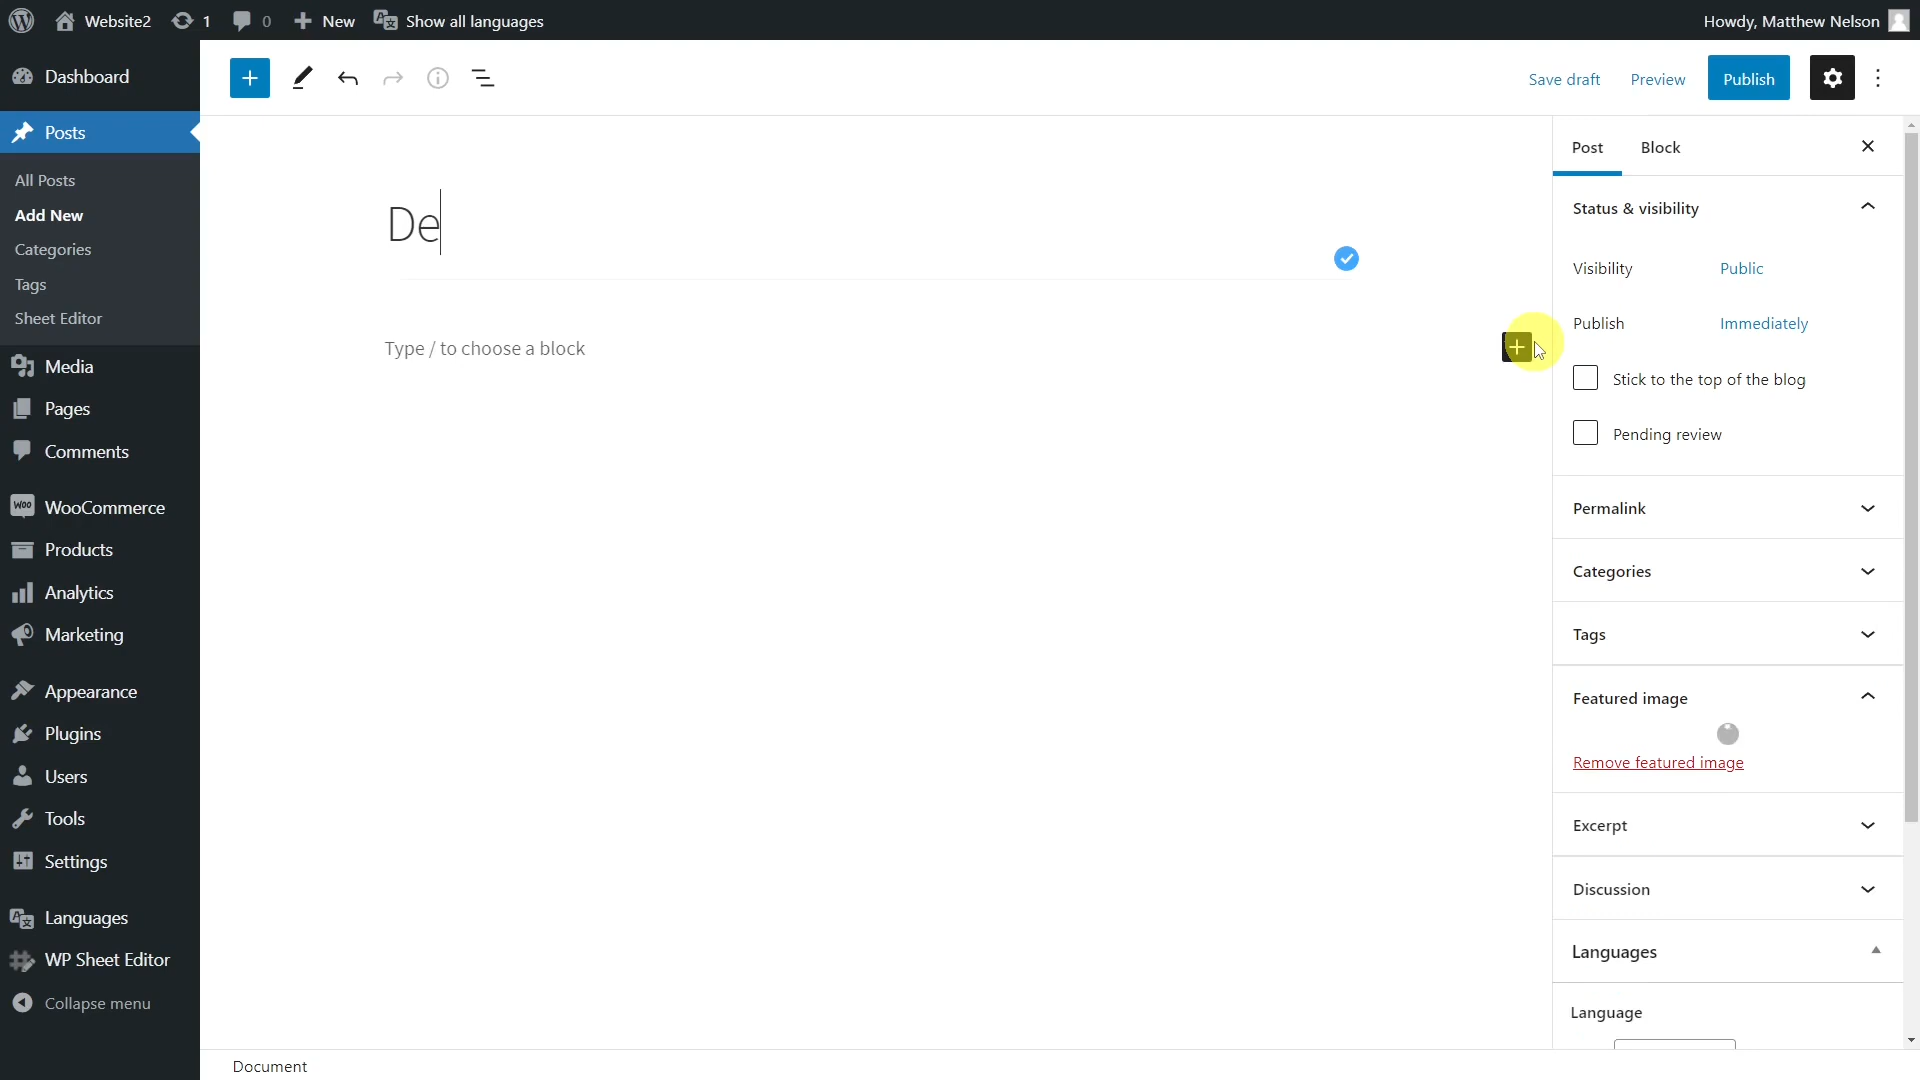 Website2 1 0 New Show all languages Howdy, Matthew Nelson
Dashboard
Posts
All Posts
Add New
Categories
Tags
Sheet Editor
Media
Pages
Comments
WooCommerce
Products
Analytics
Marketing
Appearance
Plugins
Users
Tools
Settings
Languages
WP Sheet Editor
Collapse menu
Save draft Preview Publish
De
Type / to choose a block
Post Block
Status & visibility
Visibility Public
Publish Immediately
Stick to the top of the blog
Pending review
Permalink
Categories
Tags
Featured image
Remove featured image
Excerpt
Discussion
Languages
Language
Document